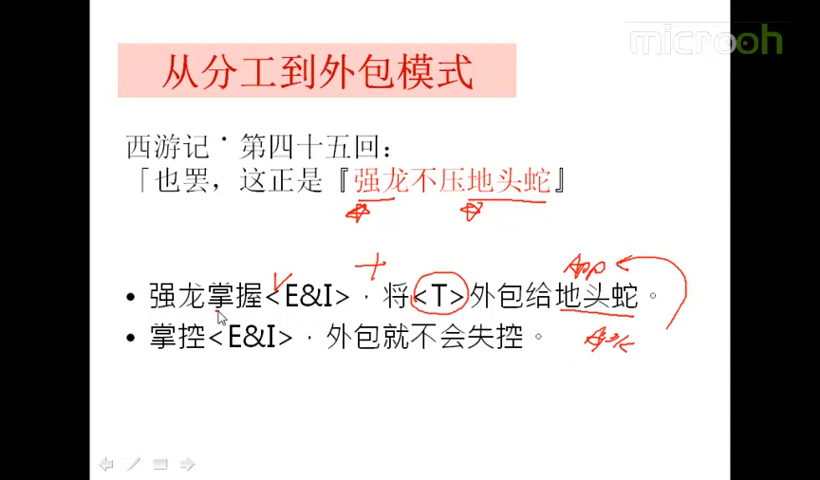 microoh
从分工到外包模式
西游记·第四十五回：
「也罢，这正是『强龙不压地头蛇』
App
• 强龙掌握<E&I>，将<T>外包给地头蛇。
• 掌控<E&I>，外包就不会失控。